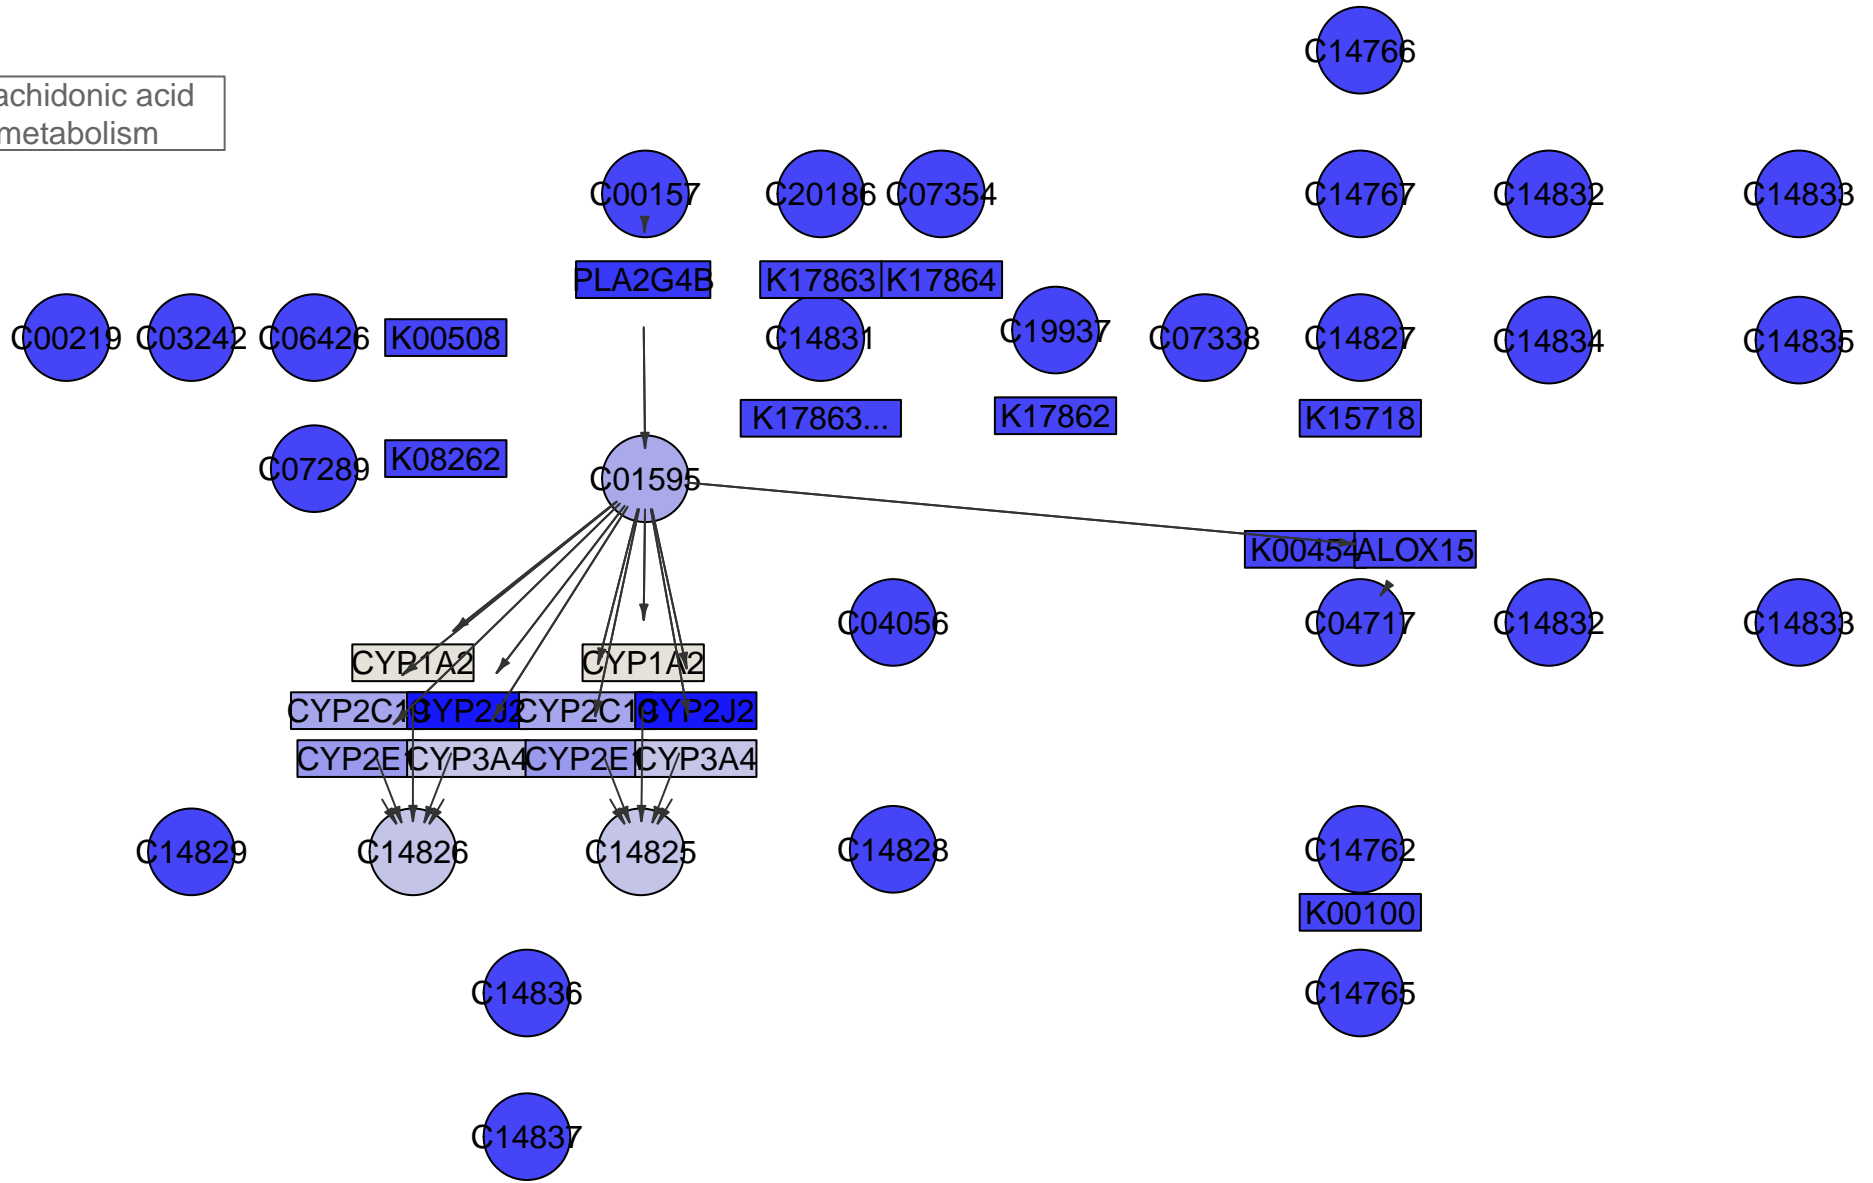 C14766
achidonic acid
metabolism
C00157
C20186
C07354
C14767
C14832
C14833
PLA2G4B
K17863
K17864
C00219
C03242
C06426
K00508
C14831
C19937
C07338
C14827
C14834
C14835
K17863...
K17862
K15718
C07289
K08262
C01595
K00454
ALOX15
C04056
C04717
C14832
C14833
CYP1A2
CYP1A2
CYP2C19
CYP2J2
CYP2C19
CYP2J2
CYP2E1
CYP3A4
CYP2E1
CYP3A4
C14829
C14826
C14825
C14828
C14762
K00100
C14836
C14765
C14837